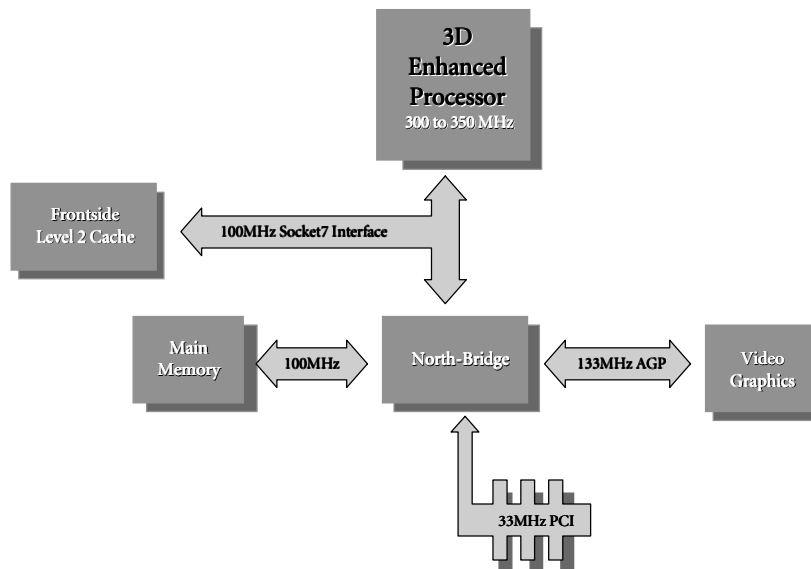 3D
Enhanced
Processor
300 to 350 MHz
Frontside
Level 2 Cache
100MHz Socket7 Interface
Main
Memory
100MHz
North-Bridge
133MHz AGP
Video
Graphics
33MHz PCI